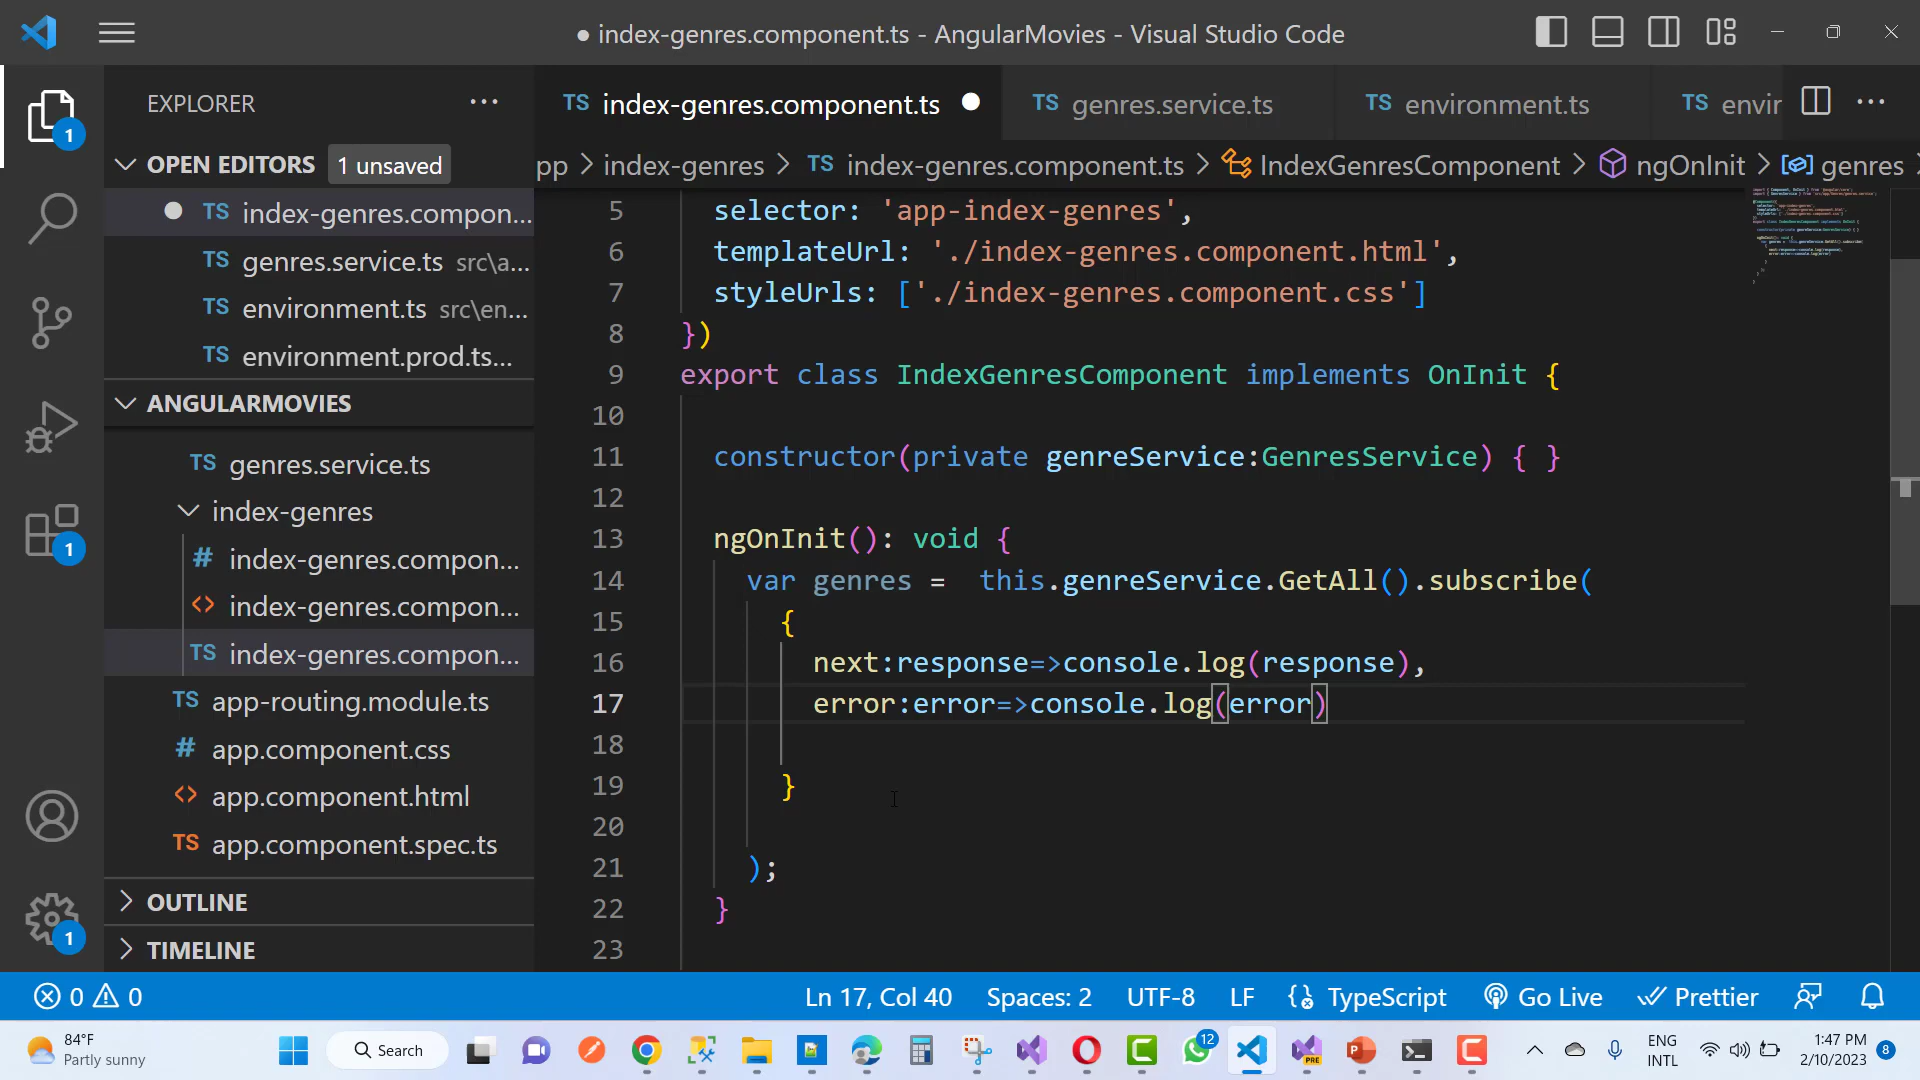 index-genres.component.ts - AngularMovies - Visual Studio Code
EXPLORER
OPEN EDITORS 1 unsaved
TS index-genres.compon...
TS genres.service.ts src\a...
TS environment.ts src\en...
TS environment.prod.ts...
ANGULARMOVIES
TS genres.service.ts
index-genres
# index-genres.compon...
<> index-genres.compon...
TS index-genres.compon...
TS app-routing.module.ts
# app.component.css
<> app.component.html
TS app.component.spec.ts
OUTLINE
TIMELINE
1
1
1
TS index-genres.component.ts TS genres.service.ts TS environment.ts TS envir
pp > index-genres > TS index-genres.component.ts > IndexGenresComponent > ngOnInit > genres
5 selector: 'app-index-genres',
6 templateUrl: './index-genres.component.html',
7 styleUrls: ['./index-genres.component.css']
8 })
9 export class IndexGenresComponent implements OnInit {
10
11 constructor(private genreService:GenresService) { }
12
13 ngOnInit(): void {
14 var genres =  this.genreService.GetAll().subscribe(
15 {
16 next:response=>console.log(response),
17 error:error=>console.log(error)
18
19 }
20
21 );
22 }
23
0 0 Ln 17, Col 40 Spaces: 2 UTF-8 LF TypeScript Go Live Prettier
84°F
Partly sunny
Search
12
PRE
ENG
INTL
1:47 PM
2/10/2023
8